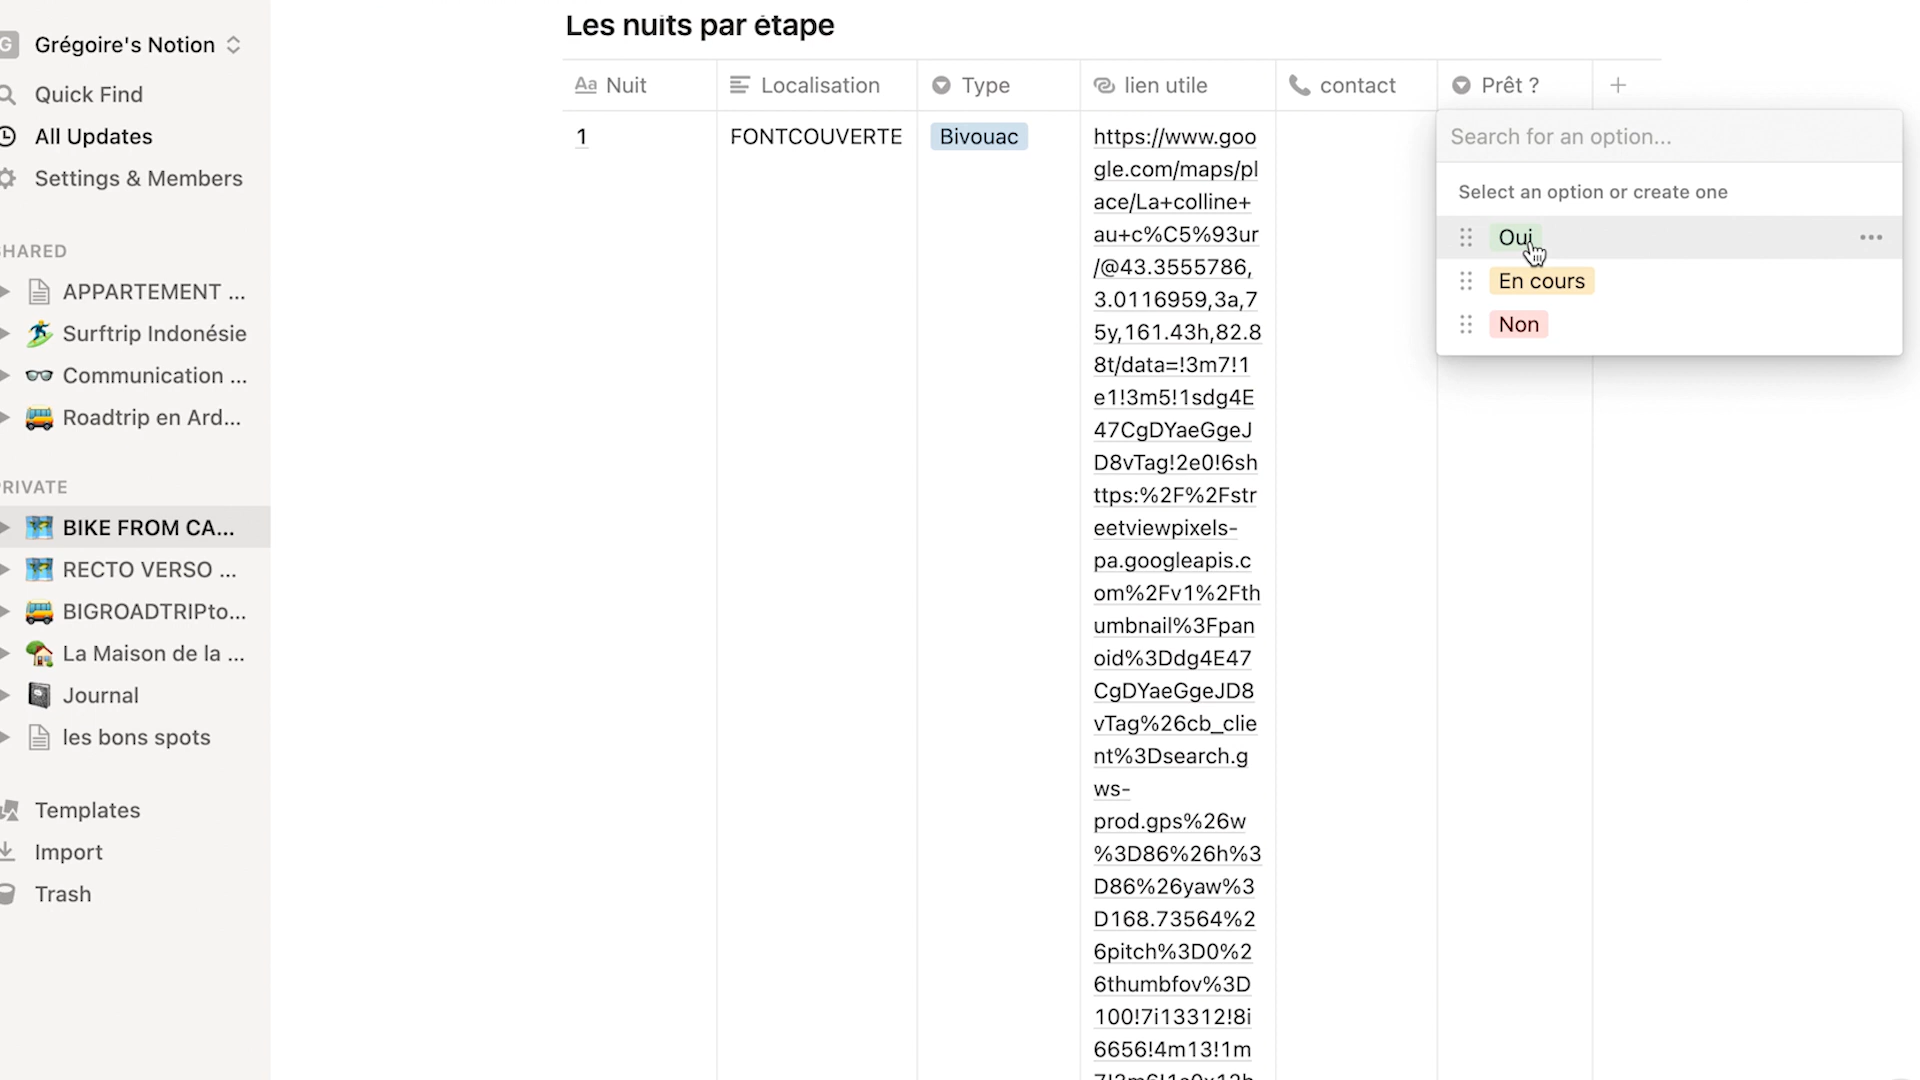 Grégoire's Notion
Quick Find
All Updates
Settings & Members
APPARTEMENT ...
Surftrip Indonésie
Communication ...
Roadtrip en Ard...
BIKE FROM CA...
RECTO VERSO ...
BIGROADTRIPto...
La Maison de la ...
Journal
les bons spots
Templates
Import
Trash
Les nuits par étape
Aa Nuit
Localisation
Type
lien utile
contact
Prêt ?
1
FONTCOUVERTE
Bivouac
https://www.goo
gle.com/maps/pl
ace/La+colline+
au+c%C5%93ur
/@43.3555786,
3.0116959,3a,7
5y,161.43h,82.8
8t/data=!3m7!1
e1!3m5!1sdg4E
47CgDYaeGgeJ
D8vTag!2e0!6sh
ttps:%2F%2Fstr
eetviewpixels-
pa.googleapis.c
om%2Fv1%2Fth
umbnail%3Fpan
oid%3Ddg4E47
CgDYaeGgeJD8
vTag%26cb_clie
nt%3Dsearch.g
ws-
prod.gps%26w
%3D86%26h%3
D86%26yaw%3
D168.73564%2
6pitch%3D0%2
6thumbfov%3D
100!7i13312!8i
6656!4m13!1m
Search for an option...
Select an option or create one
Oui
En cours
Non